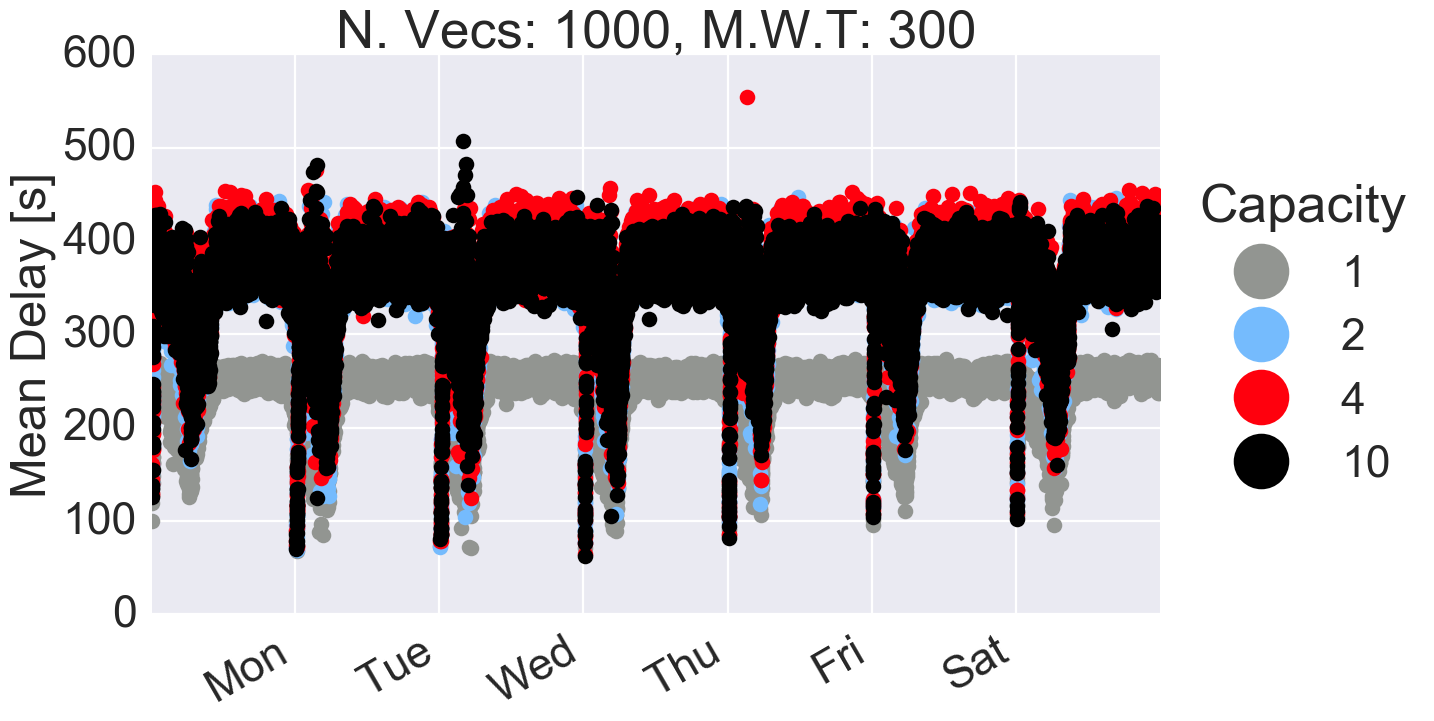 N. Vecs: 1000, M.W.T: 300
600
500
400
300
200
100
0
Mean Delay [s]
Mon
Tue
Wed
Thu
Fri
Sat
Capacity
1
2
4
10